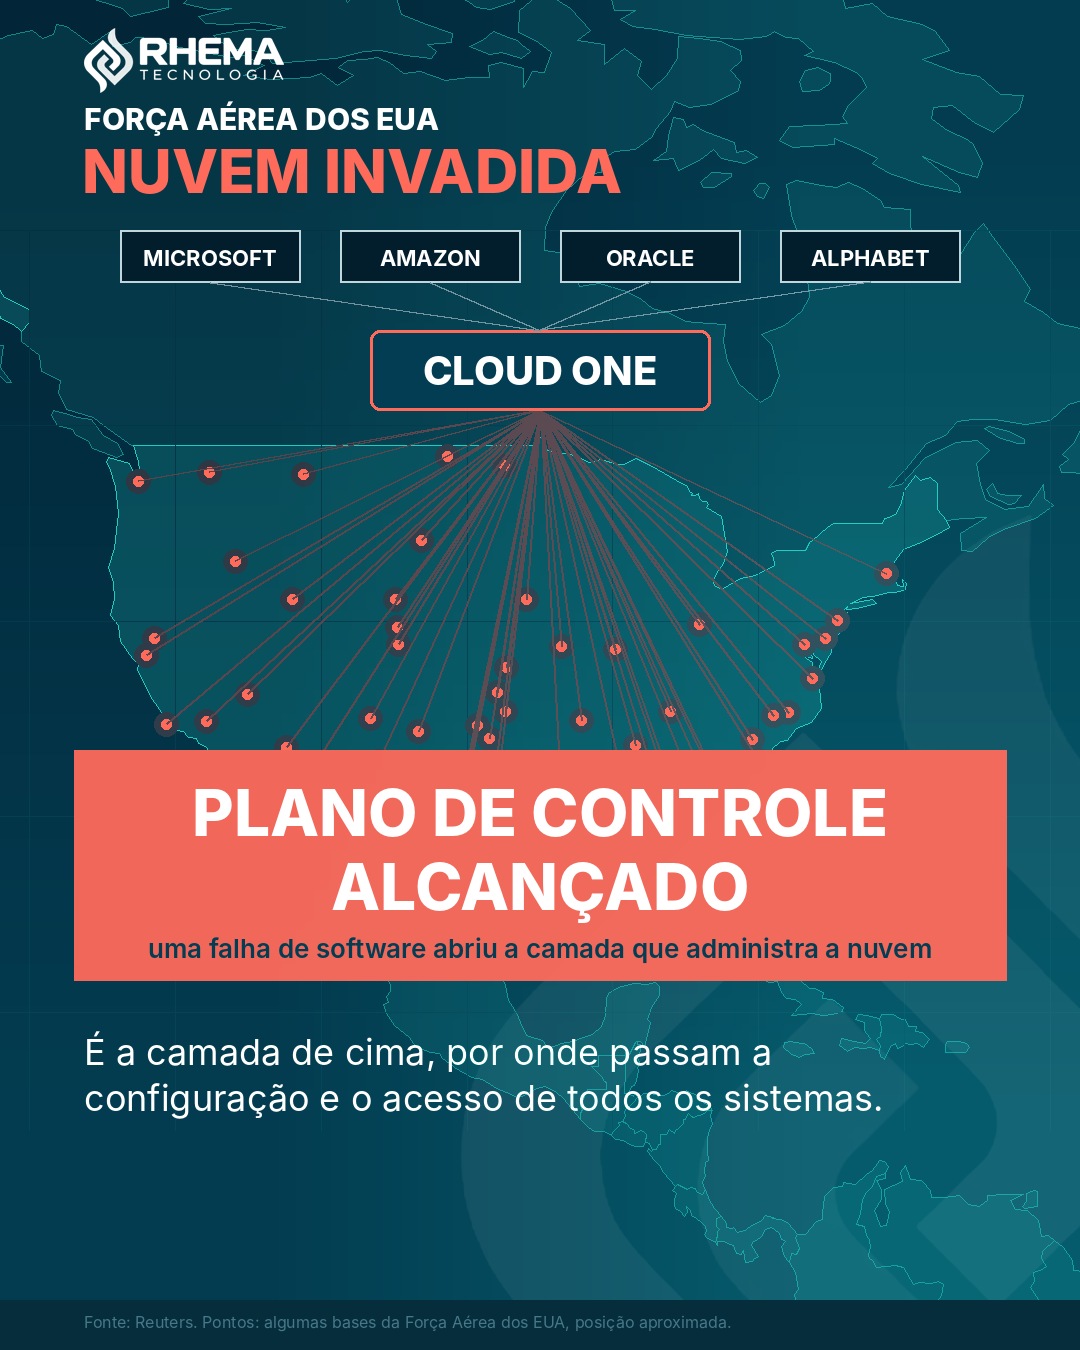 RHEMA
TECNOLOGIA
FORÇA AÉREA DOS EUA
NUVEM INVADIDA
MICROSOFT
AMAZON
ORACLE
ALPHABET
CLOUD ONE
PLANO DE CONTROLE
ALCANÇADO
uma falha de software abriu a camada que administra a nuvem
É a camada de cima, por onde passam a
configuração e o acesso de todos os sistemas.
Fonte: Reuters. Pontos: algumas bases da Força Aérea dos EUA, posição aproximada.